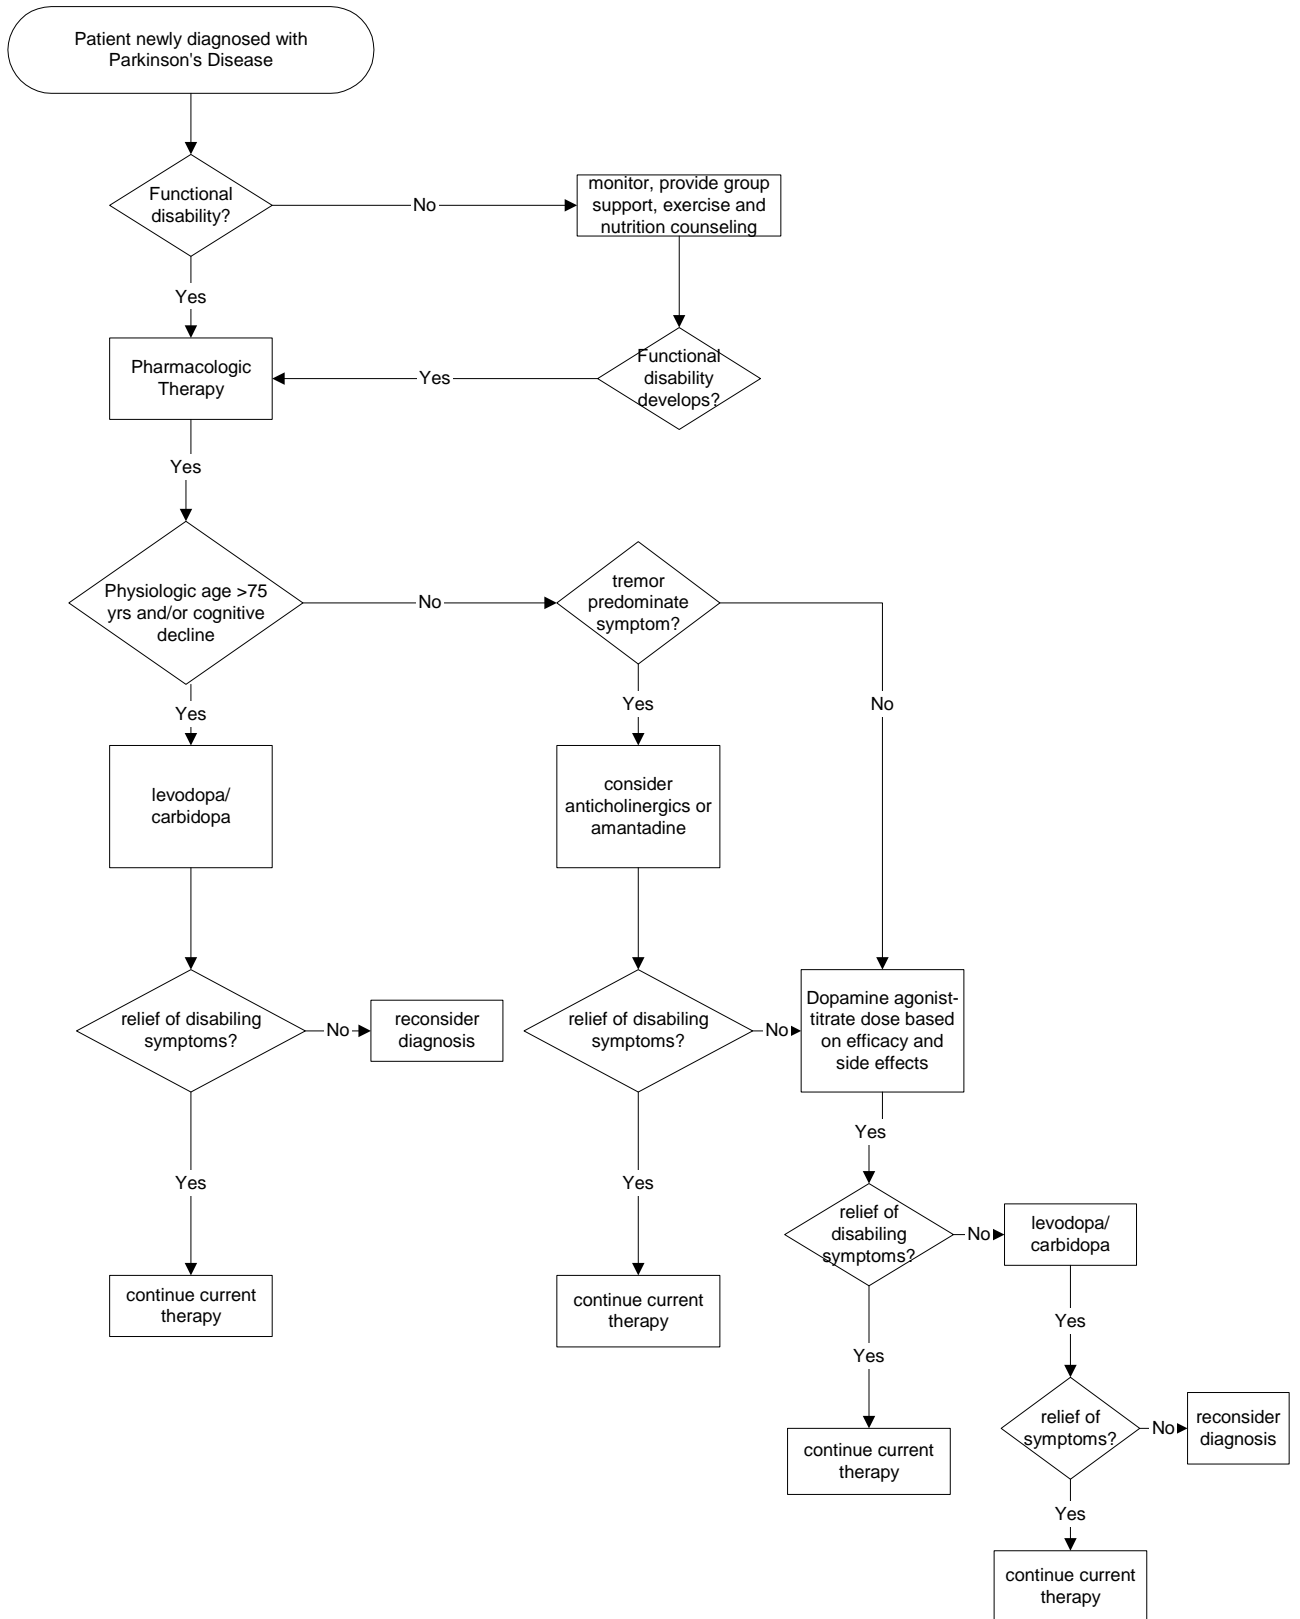 Patient newly diagnosed with
Parkinson's Disease
Functional
disability?
No
monitor, provide group
support, exercise and
nutrition counseling
Yes
Pharmacologic
Therapy
Yes
Functional
disability
develops?
Yes
Physiologic age >75
yrs and/or cognitive
decline
No
tremor
predominate
symptom?
Yes
Yes
No
levodopa/
carbidopa
consider
anticholinergics or
amantadine
relief of disabiling
symptoms?
No
reconsider
diagnosis
relief of disabiling
symptoms?
No
Dopamine agonist-
titrate dose based
on efficacy and
side effects
Yes
Yes
Yes
relief of
disabiling
symptoms?
No
levodopa/
carbidopa
continue current
therapy
continue current
therapy
Yes
Yes
relief of
symptoms?
No
reconsider
diagnosis
continue current
therapy
Yes
continue current
therapy